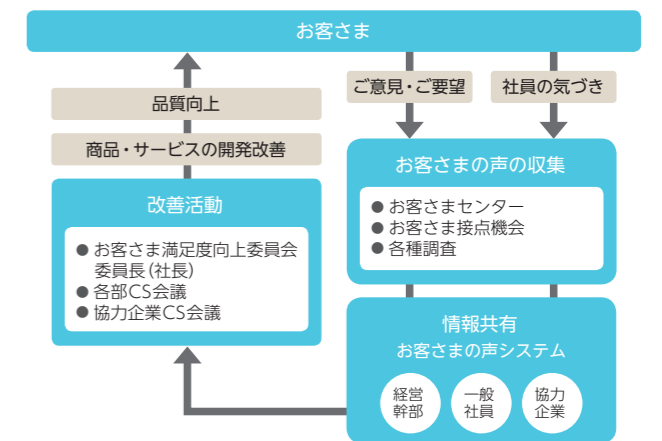 お客さま
品質向上
商品・サービスの開発改善
ご意見・ご要望
社員の気づき
お客さまの声の収集
● お客さまセンター
● お客さま接点機会
● 各種調査
改善活動
● お客さま満足度向上委員会
委員長(社長)
● 各部CS会議
● 協力企業CS会議
情報共有
お客さまの声システム
経営
幹部
一般
社員
協力
企業